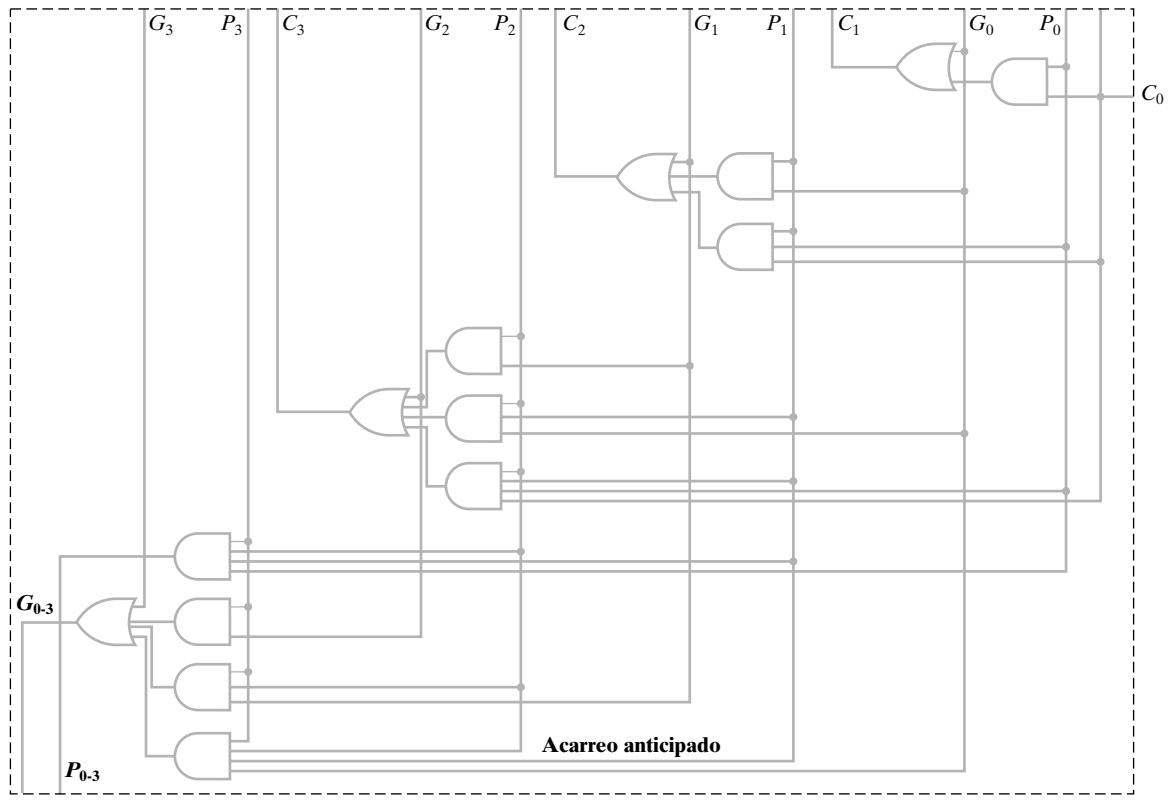 G3 P3 C3 G2 P2 C2 G1 P1 C1 G0 P0
C0
G0-3
Acarreo anticipado
P0-3